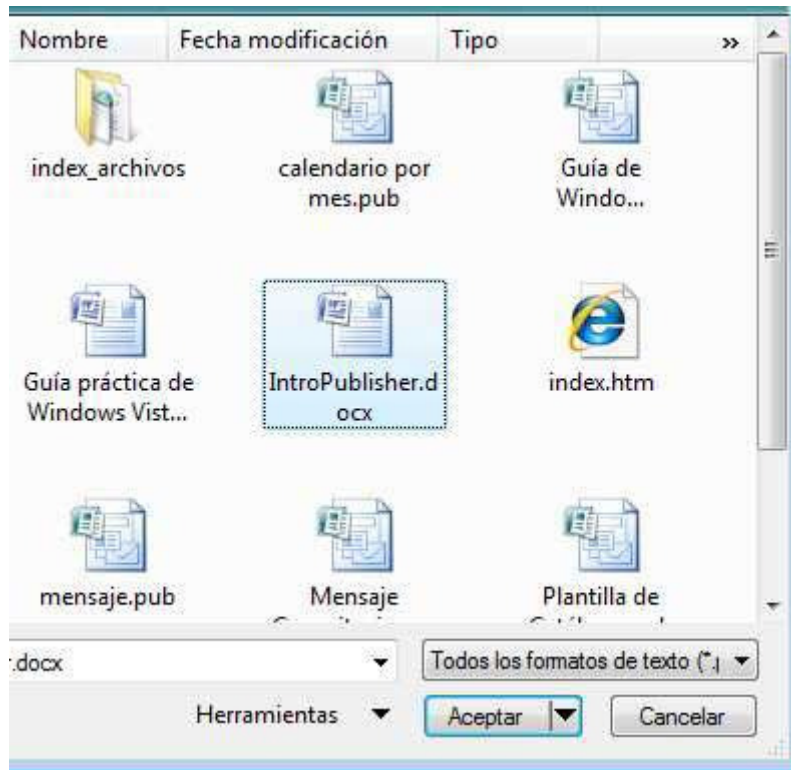 Nombre Fecha modificación Tipo »
index_archivos
calendario por
mes.pub
Guía de
Windo...
Guía práctica de
Windows Vist...
IntroPublisher.d
ocx
index.htm
mensaje.pub
Mensaje
Plantilla de
.docx
Todos los formatos de texto (*.
Herramientas
Aceptar
Cancelar